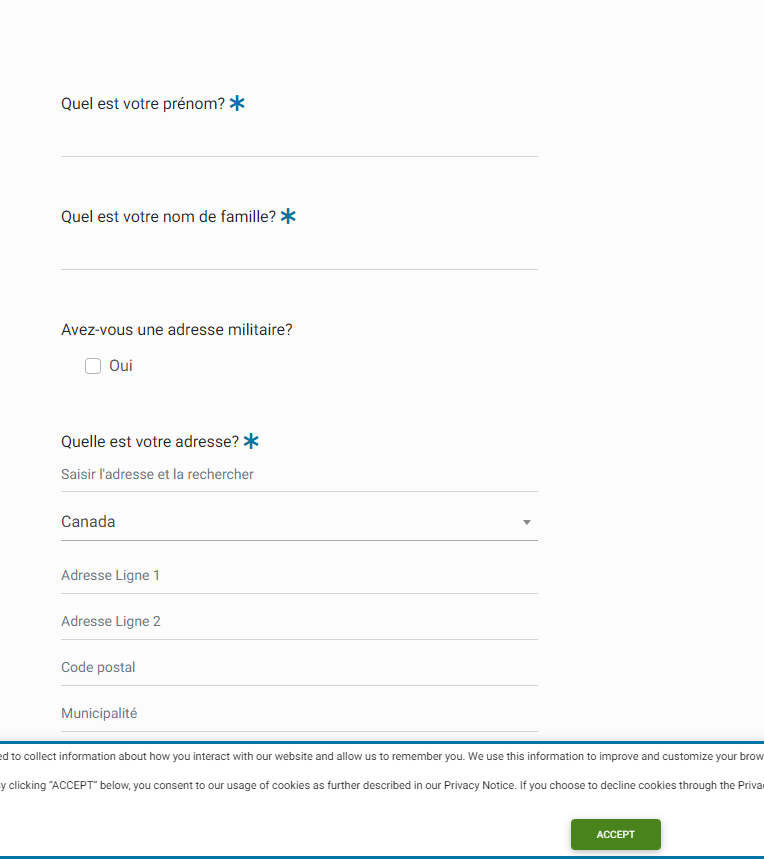 Quel est votre prénom? *
Quel est votre nom de famille? *
Avez-vous une adresse militaire?
Oui
Quelle est votre adresse? *
Saisir l'adresse et la rechercher
Canada
Adresse Ligne 1
Adresse Ligne 2
Code postal
Municipalité
to collect information about how you interact with our website and allow us to remember you. We use this information to improve and customize your
clicking “ACCEPT” below, you consent to our usage of cookies as further described in our Privacy Notice. If you choose to decline cookies through the
ACCEPT